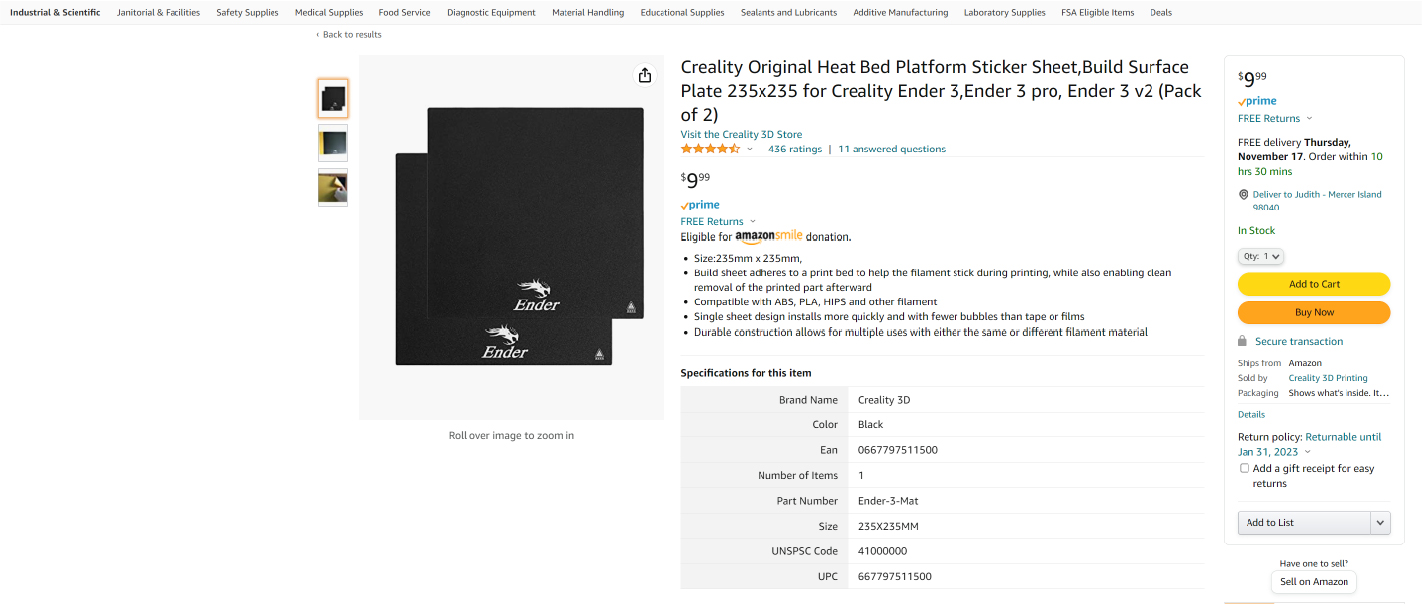 Industrial & Scientific Janitorial & Facilities Safety Supplies Medical Supplies Food Service Diagnostic Equipment Material Handling Educational Supplies Sealants and Lubricants Additive Manufacturing Laboratory Supplies FSA Eligible Items Deals
‹ Back to results
Creality Original Heat Bed Platform Sticker Sheet,Build Surface
Plate 235x235 for Creality Ender 3,Ender 3 pro, Ender 3 v2 (Pack
of 2)
Visit the Creality 3D Store
436 ratings | 11 answered questions
$9⁹⁹
prime
FREE Returns
Eligible for amazonsmile donation.
• Size:235mm x 235mm,
• Build sheet adheres to a print bed to help the filament stick during printing, while also enabling clean
removal of the printed part afterward
• Compatible with ABS, PLA, HIPS and other filament
• Single sheet design installs more quickly and with fewer bubbles than tape or films
• Durable construction allows for multiple uses with either the same or different filament material
Specifications for this item
Brand Name Creality 3D
Color Black
Ean 0667797511500
Number of Items 1
Part Number Ender-3-Mat
Size 235X235MM
UNSPSC Code 41000000
UPC 667797511500
Ender
Ender
Roll over image to zoom in
$9⁹⁹
prime
FREE Returns
FREE delivery Thursday,
November 17. Order within 10
hrs 30 mins
Deliver to Judith - Mercer Island
98040
In Stock
Qty: 1
Add to Cart
Buy Now
Secure transaction
Ships from Amazon
Sold by Creality 3D Printing
Packaging Shows what's inside. It…
Details
Return policy: Returnable until
Jan 31, 2023
Add a gift receipt for easy
returns
Add to List
Have one to sell?
Sell on Amazon